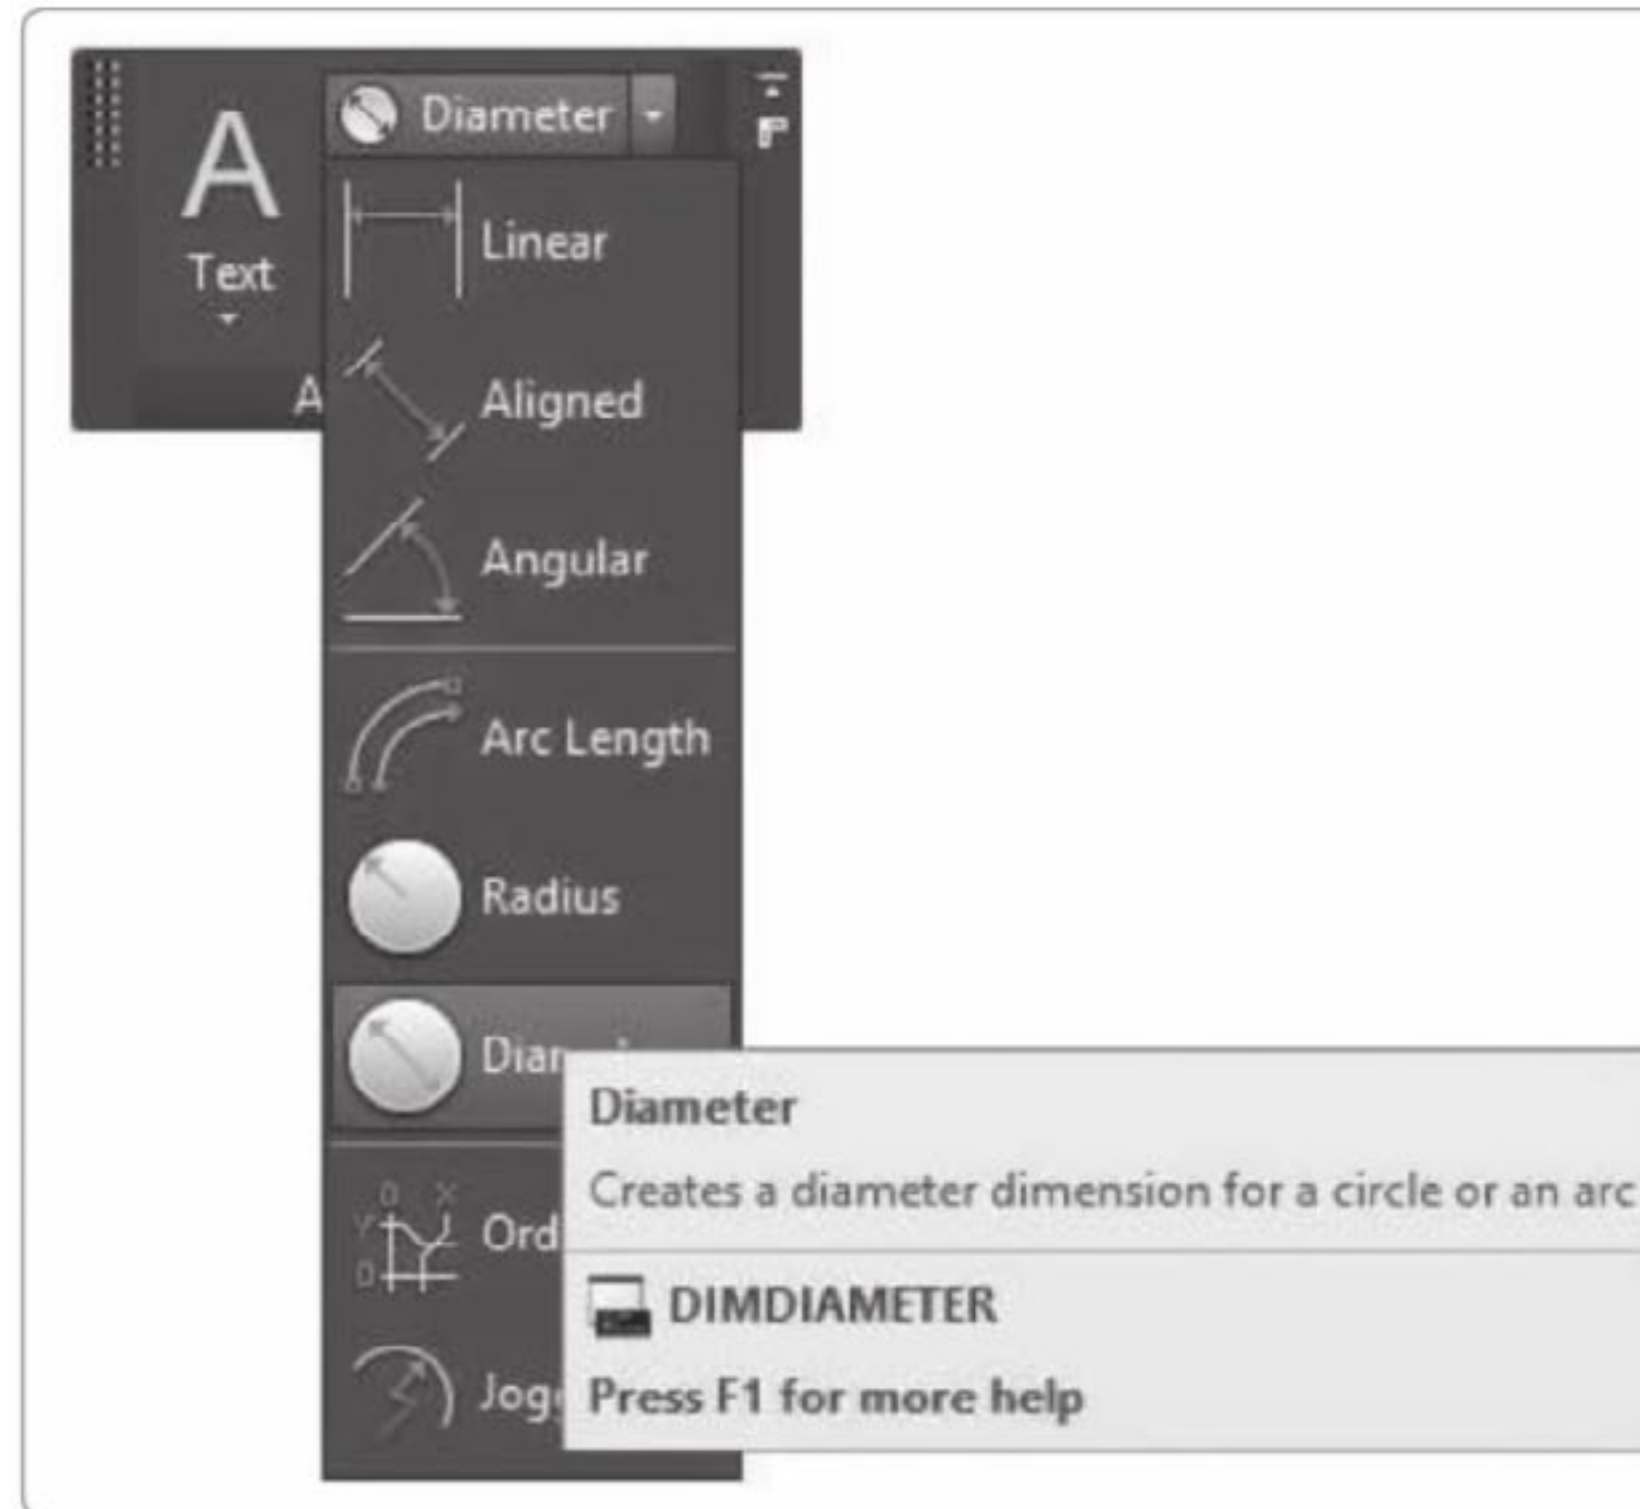 Diameter
A
Text
Linear
Aligned
Angular
Arc Length
Radius
Diameter
Creates a diameter dimension for a circle or an arc
DIMDIAMETER
Press F1 for more help